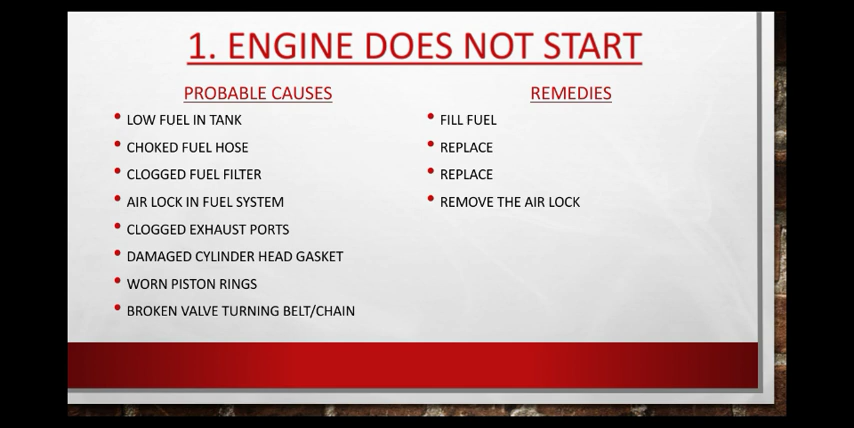 1. ENGINE DOES NOT START
PROBABLE CAUSES
LOW FUEL IN TANK
CHOKED FUEL HOSE
CLOGGED FUEL FILTER
AIR LOCK IN FUEL SYSTEM
CLOGGED EXHAUST PORTS
DAMAGED CYLINDER HEAD GASKET
WORN PISTON RINGS
BROKEN VALVE TURNING BELT/CHAIN
REMEDIES
FILL FUEL
REPLACE
REPLACE
REMOVE THE AIR LOCK